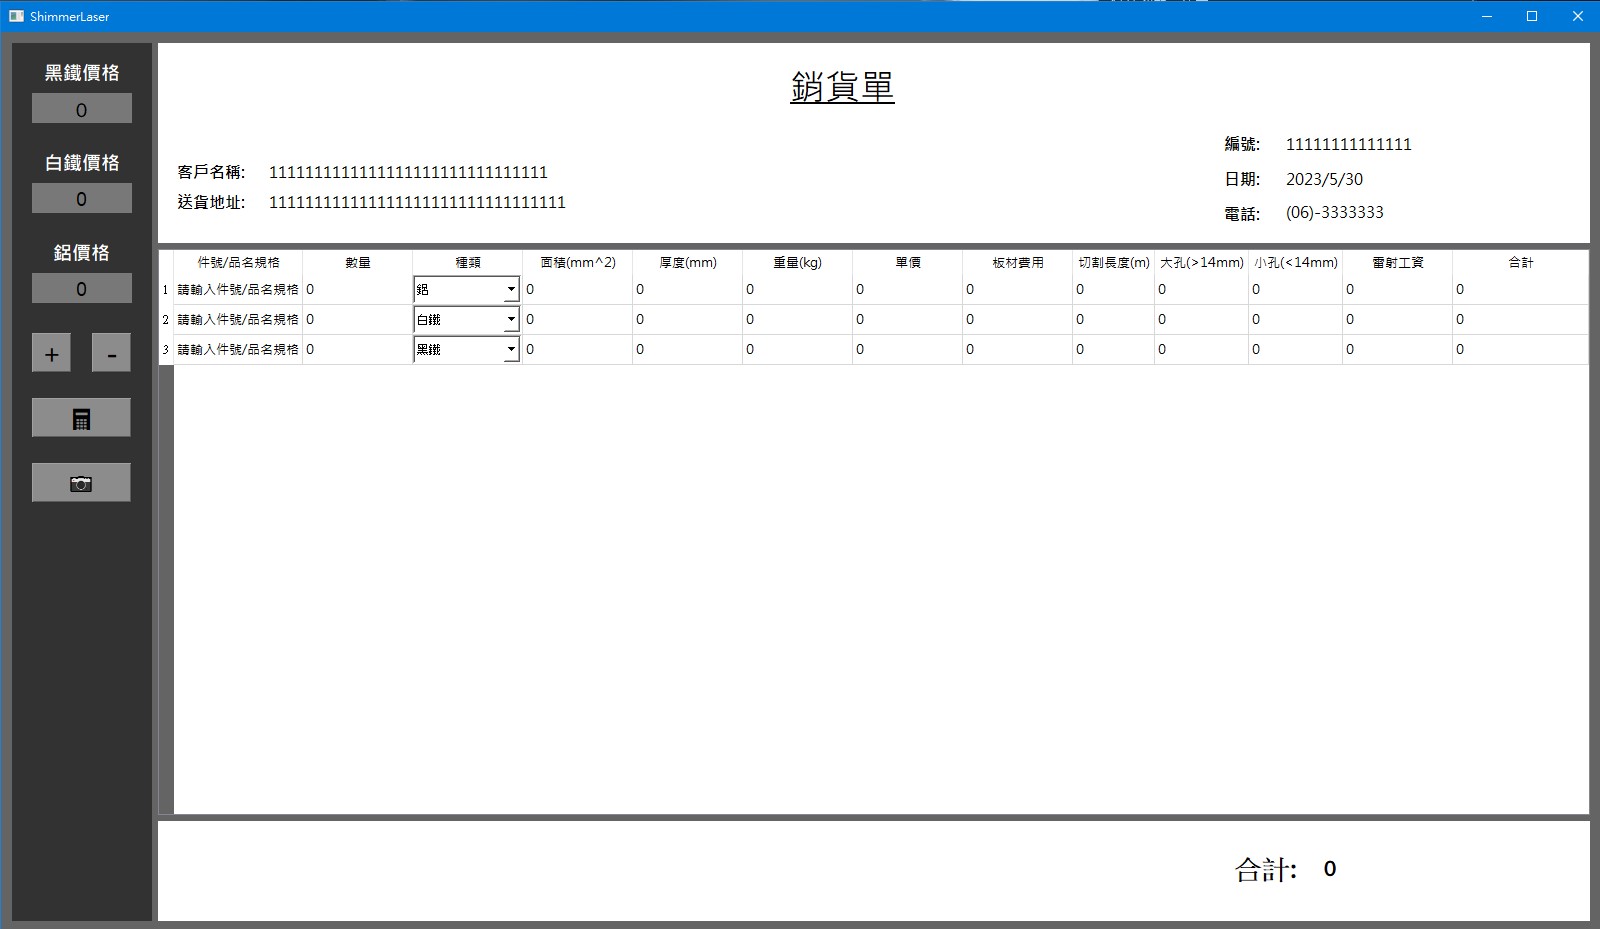 ShimmerLaser
黑鐵價格
0
白鐵價格
0
鋁價格
0
+ -
銷貨單
編號: 11111111111111
客戶名稱: 1111111111111111111111111111111
日期: 2023/5/30
送貨地址: 111111111111111111111111111111111
電話: (06)-3333333
件號/品名規格 數量 種類 面積(mm^2) 厚度(mm) 重量(kg) 單價 板材費用 切割長度(m) 大孔(>14mm) 小孔(<14mm) 雷射工資 合計
1 請輸入件號/品名規格 0 鋁 0 0 0 0 0 0 0 0 0 0
2 請輸入件號/品名規格 0 白鐵 0 0 0 0 0 0 0 0 0 0
3 請輸入件號/品名規格 0 黑鐵 0 0 0 0 0 0 0 0 0 0
合計: 0